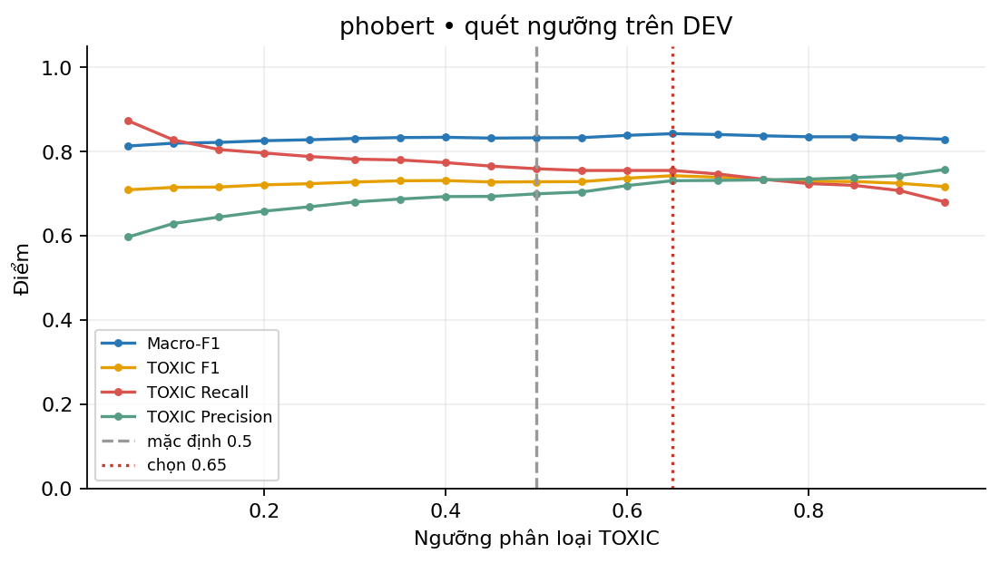 phobert • quét ngưỡng trên DEV
Điểm
1.0
0.8
0.6
0.4
0.2
0.0
Macro-F1
TOXIC F1
TOXIC Recall
TOXIC Precision
mặc định 0.5
chọn 0.65
0.2 0.4 0.6 0.8
Ngưỡng phân loại TOXIC